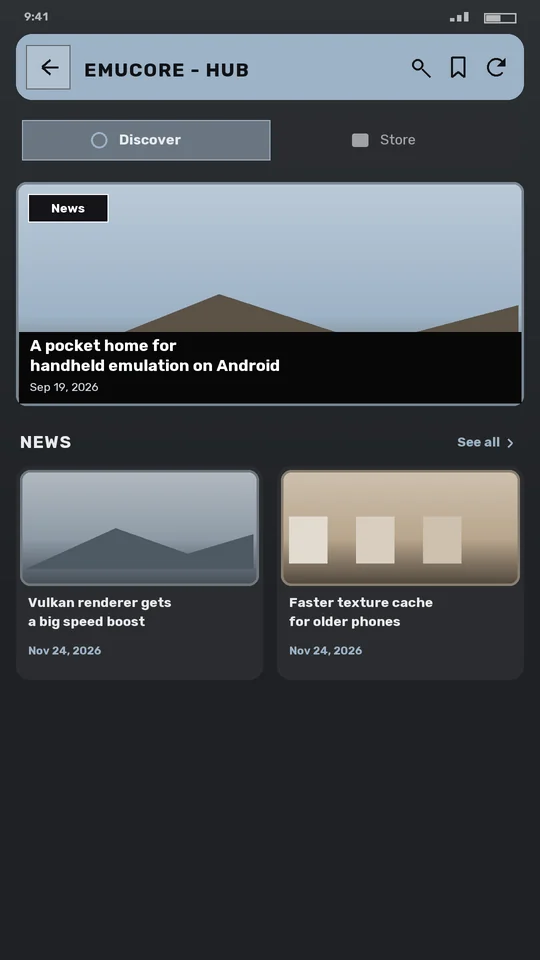 9:41
EMUCORE - HUB
Discover
Store
News
A pocket home for
handheld emulation on Android
Sep 19, 2026
NEWS
See all
Vulkan renderer gets
a big speed boost
Nov 24, 2026
Faster texture cache
for older phones
Nov 24, 2026